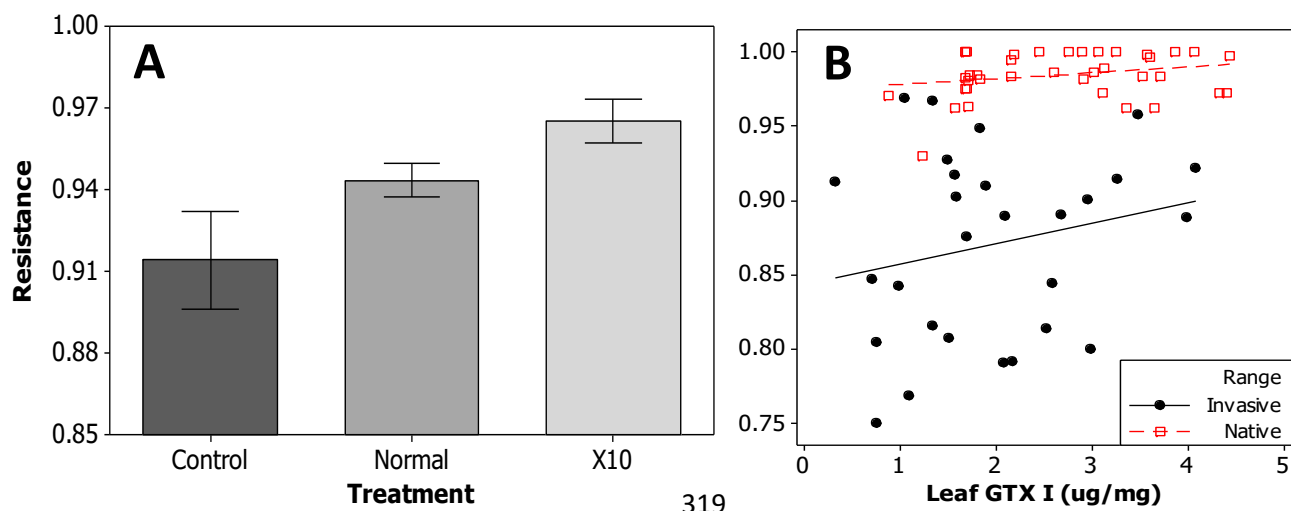 A
1.00
0.97
0.94
0.91
0.88
0.85
Resistance
Control Normal X10
Treatment
319
B
1.00
0.95
0.90
0.85
0.80
0.75
Range
Invasive
Native
0 1 2 3 4 5
Leaf GTX I (ug/mg)